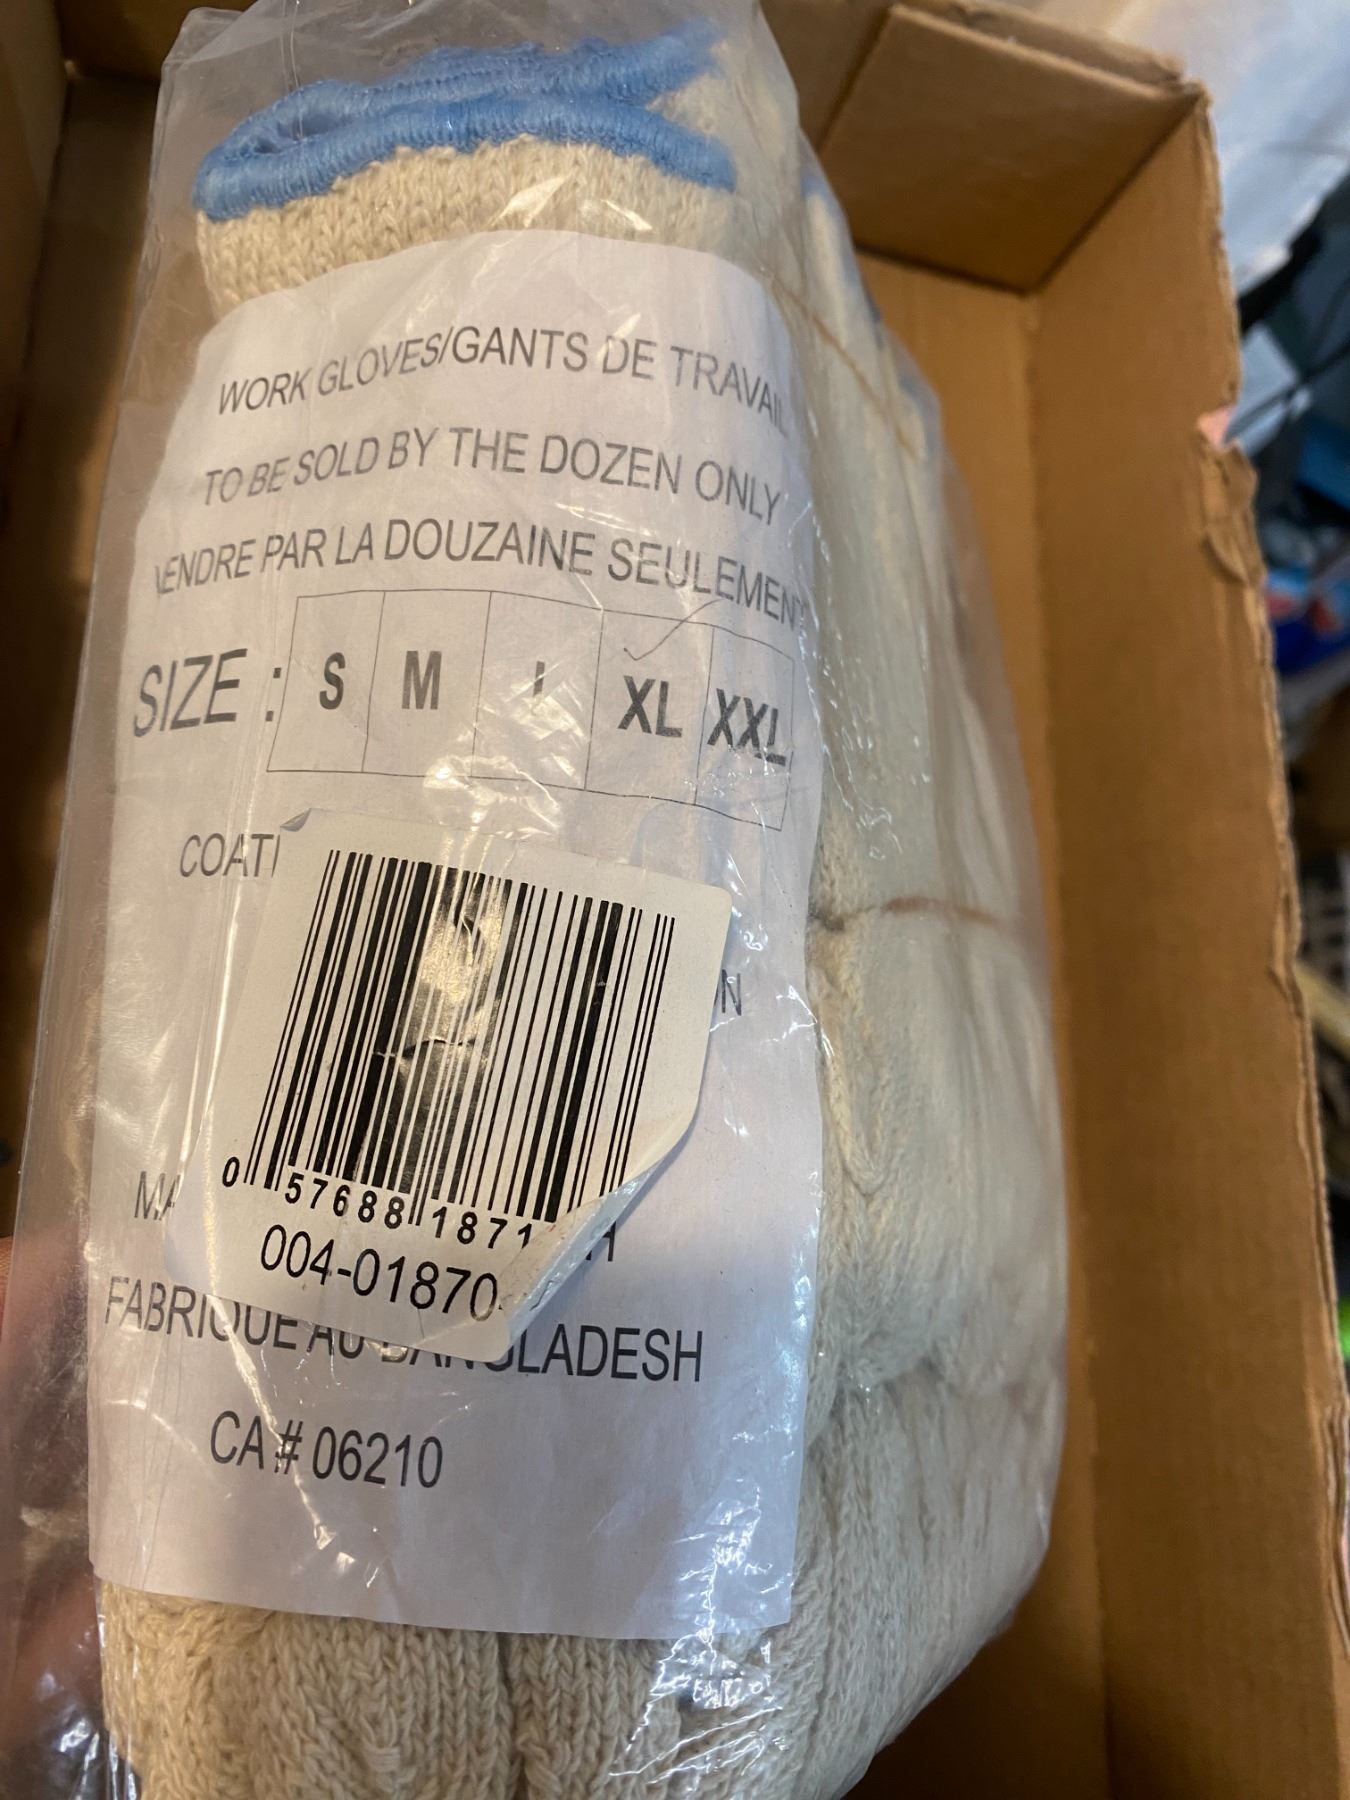 WORK GLOVES/GANTS DE TRAVAIL
TO BE SOLD BY THE DOZEN ONLY
VENDRE PAR LA DOUZAINE SEULEMENT
SIZE : S M L XL XXL
0 57688 1871
004-01870
FABRIQUE AU BANGLADESH
CA # 06210